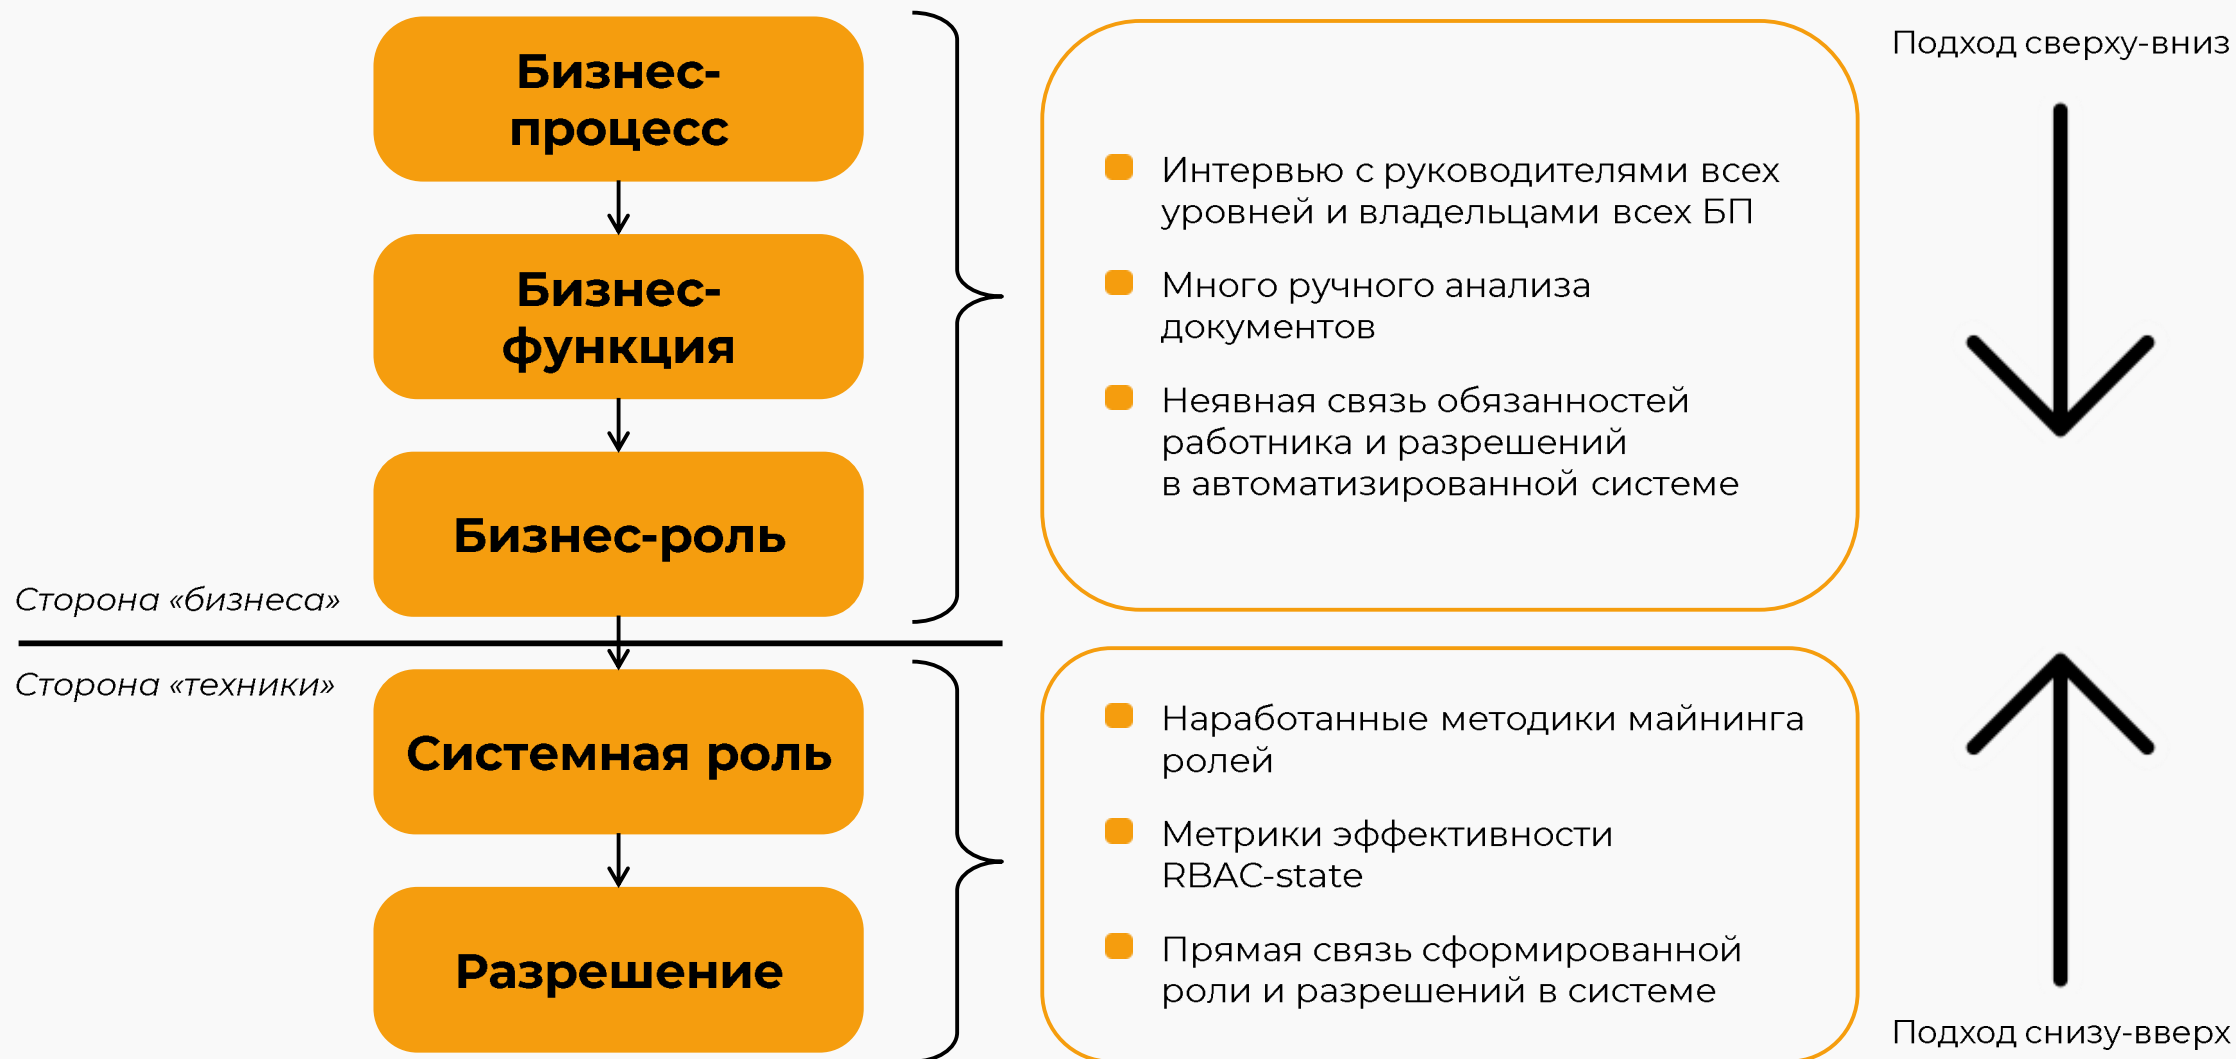 Бизнес-
процесс
Бизнес-
функция
Бизнес-роль
Сторона «бизнеса»
Сторона «техники»
Системная роль
Разрешение
Интервью с руководителями всех
уровней и владельцами всех БП
Много ручного анализа
документов
Неявная связь обязанностей
работника и разрешений
в автоматизированной системе
Наработанные методики майнинга
ролей
Метрики эффективности
RBAC-state
Прямая связь сформированной
роли и разрешений в системе
Подход сверху-вниз
Подход снизу-вверх